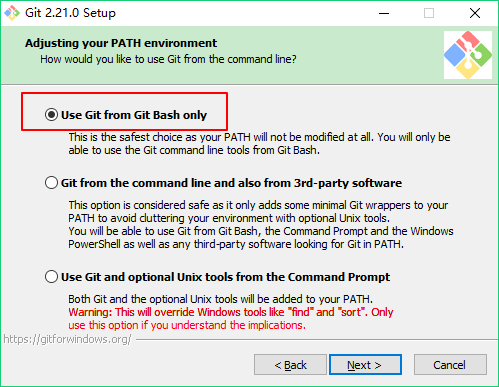 Git 2.21.0 Setup
Adjusting your PATH environment
How would you like to use Git from the command line?
Use Git from Git Bash only
This is the safest choice as your PATH will not be modified at all. You will only be
able to use the Git command line tools from Git Bash.
Git from the command line and also from 3rd-party software
This option is considered safe as it only adds some minimal Git wrappers to your
PATH to avoid cluttering your environment with optional Unix tools.
You will be able to use Git from Git Bash, the Command Prompt and the Windows
PowerShell as well as any third-party software looking for Git in PATH.
Use Git and optional Unix tools from the Command Prompt
Both Git and the optional Unix tools will be added to your PATH.
Warning: This will override Windows tools like "find" and "sort". Only
use this option if you understand the implications.
https://gitforwindows.org/
< Back
Next >
Cancel